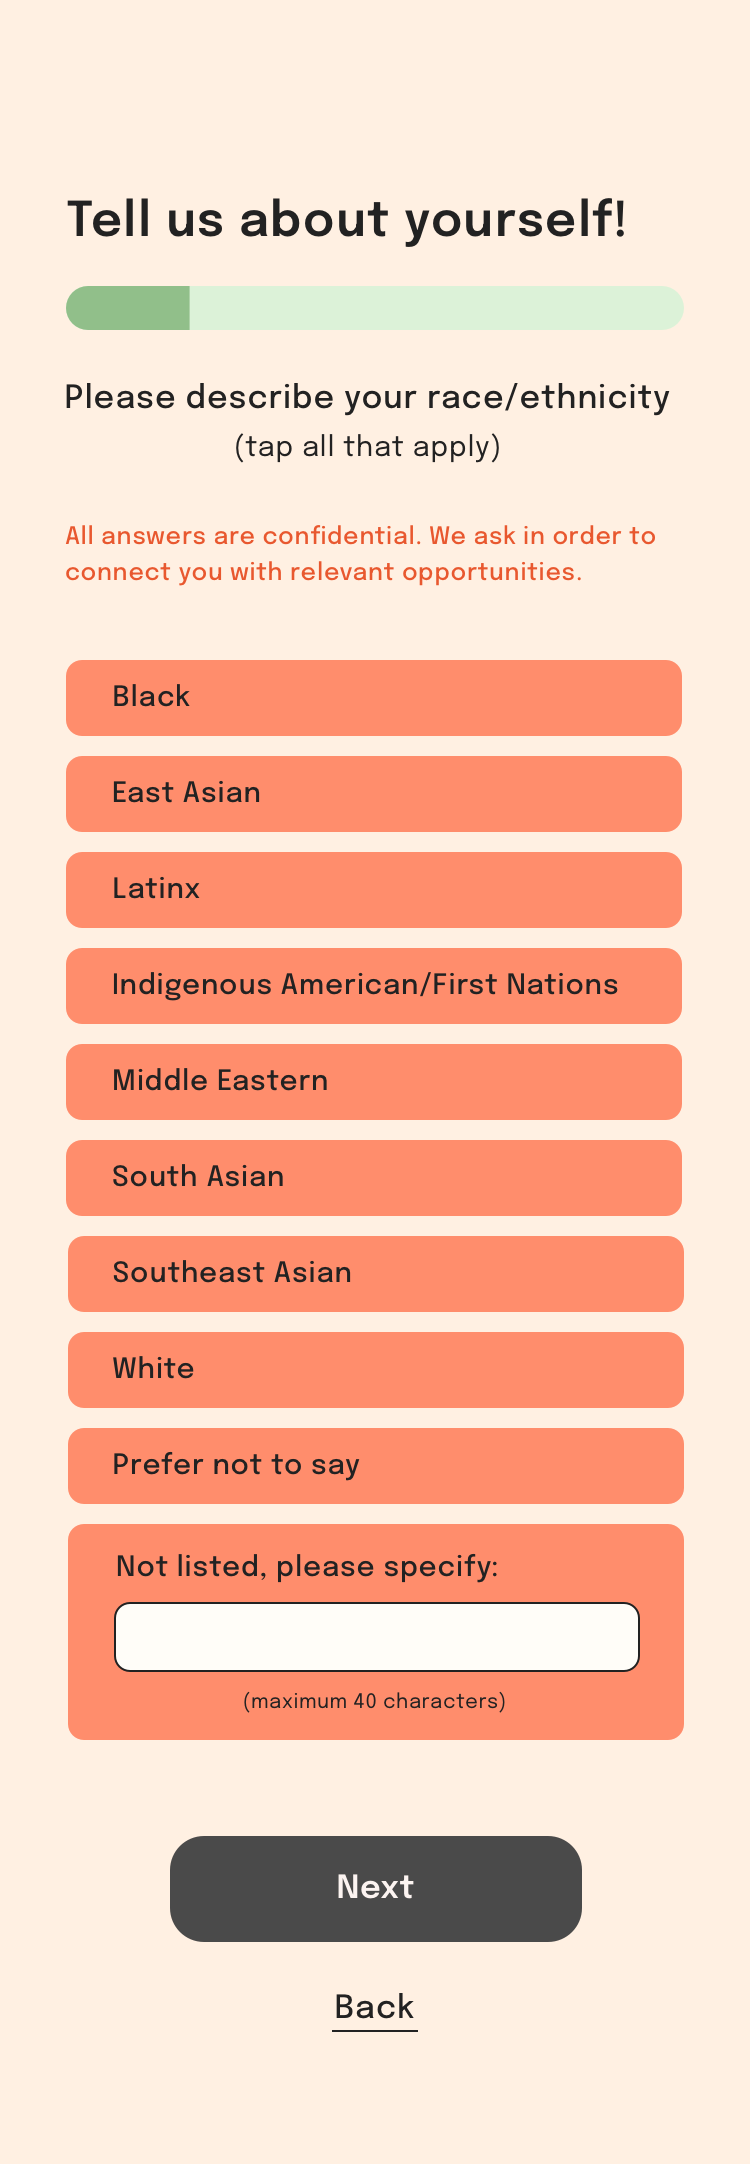 Tell us about yourself!
Please describe your race/ethnicity
(tap all that apply)
All answers are confidential. We ask in order to
connect you with relevant opportunities.
Black
East Asian
Latinx
Indigenous American/First Nations
Middle Eastern
South Asian
Southeast Asian
White
Prefer not to say
Not listed, please specify:
(maximum 40 characters)
Next
Back